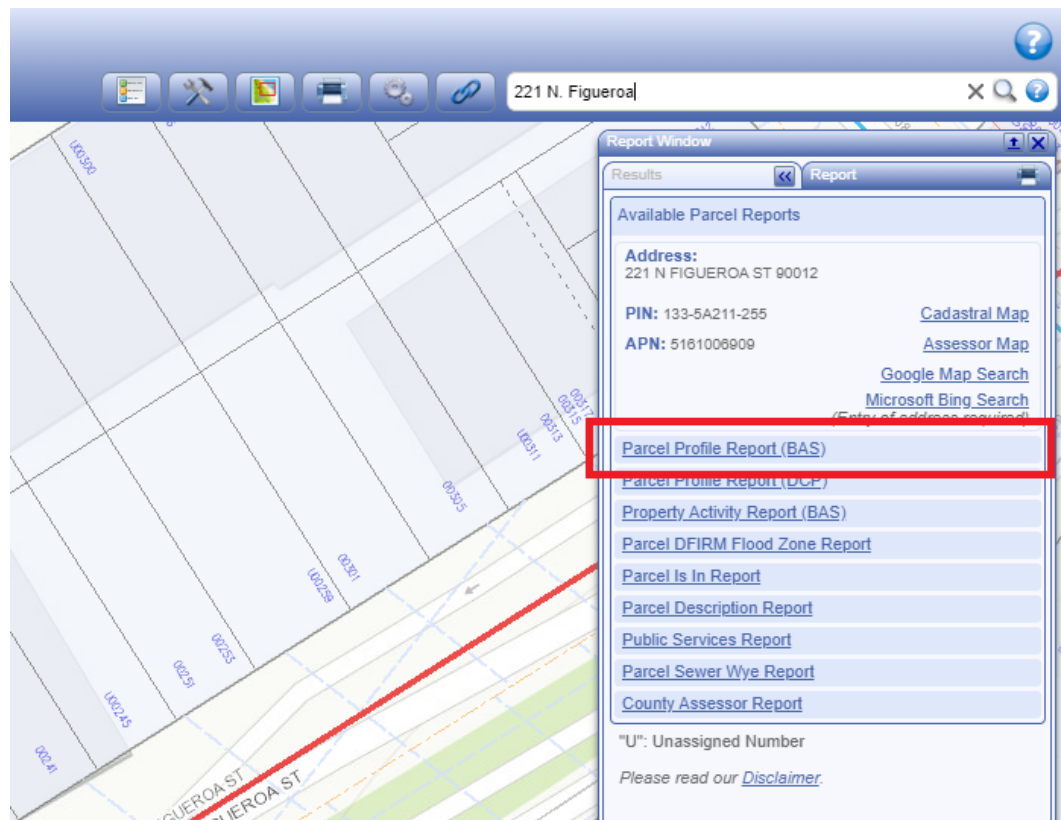 221 N. Figueroa
Report Window
Results
Report
Available Parcel Reports
Address:
221 N FIGUEROA ST 90012
PIN: 133-5A211-255 Cadastral Map
APN: 5161006909 Assessor Map
Google Map Search
Microsoft Bing Search
(Entry of address required)
Parcel Profile Report (BAS)
Parcel Profile Report (DCP)
Property Activity Report (BAS)
Parcel DFIRM Flood Zone Report
Parcel Is In Report
Parcel Description Report
Public Services Report
Parcel Sewer Wye Report
County Assessor Report
"U": Unassigned Number
Please read our Disclaimer.
U00300
00317
00315
00313
U00311
00305
00301
U00259
00253
00251
U00245
00241
GUEROA ST
UEROA ST